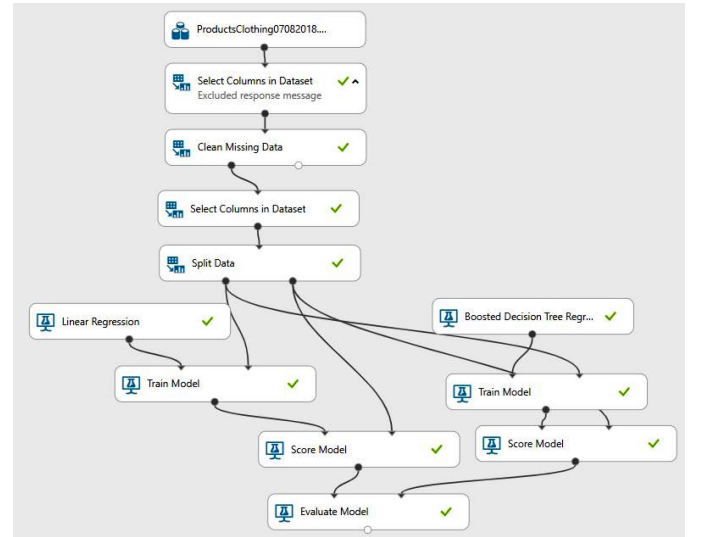 ProductsClothing07082018....
Select Columns in Dataset
Excluded response message
Clean Missing Data
Select Columns in Dataset
Split Data
Linear Regression
Boosted Decision Tree Regr...
Train Model
Train Model
Score Model
Score Model
Evaluate Model